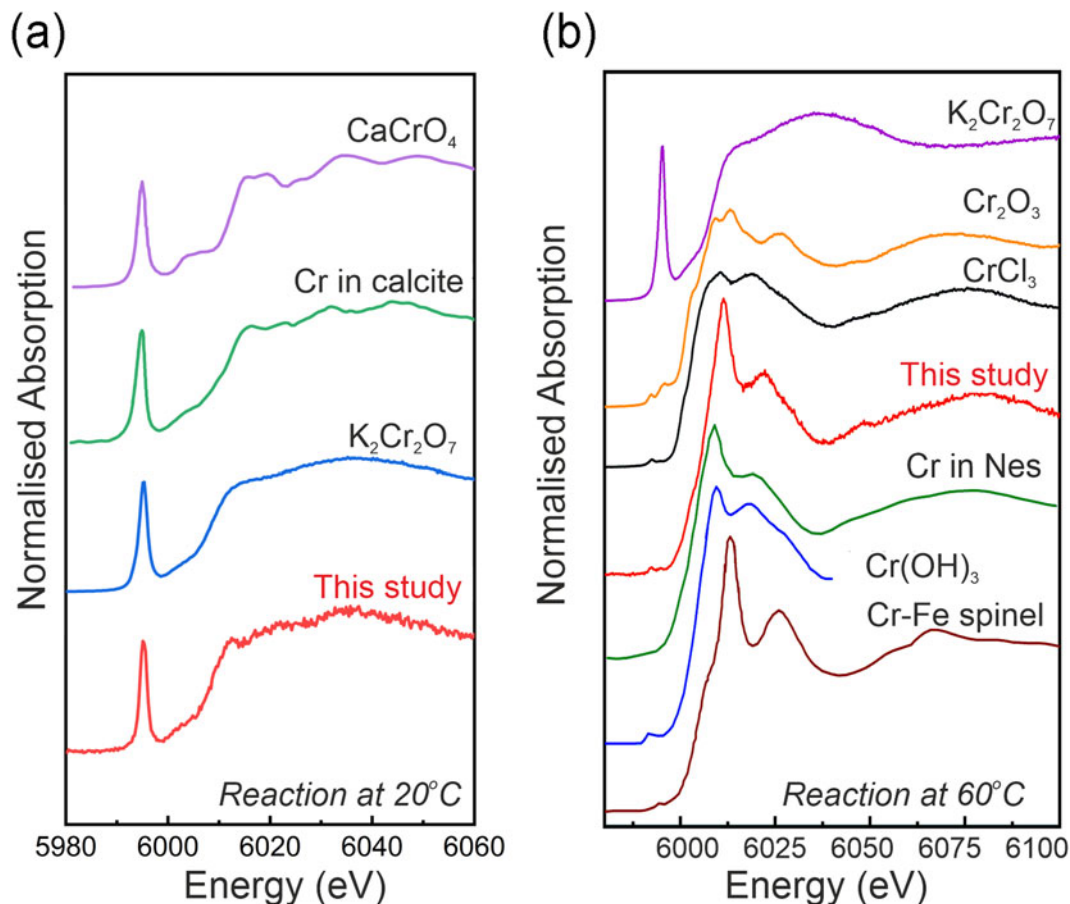 (a)
CaCrO₄
Cr in calcite
K₂Cr₂O₇
This study
Reaction at 20°C
Normalised Absorption
5980 6000 6020 6040 6060
Energy (eV)
(b)
K₂Cr₂O₇
Cr₂O₃
CrCl₃
This study
Cr in Nes
Cr(OH)₃
Cr-Fe spinel
Reaction at 60°C
Normalised Absorption
6000 6025 6050 6075 6100
Energy (eV)